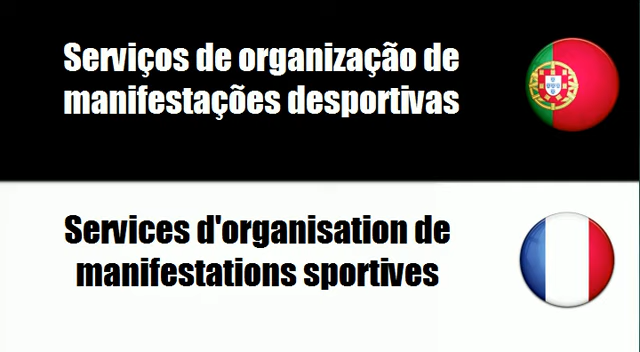 Serviços de organização de
manifestações desportivas
Services d'organisation de
manifestations sportives